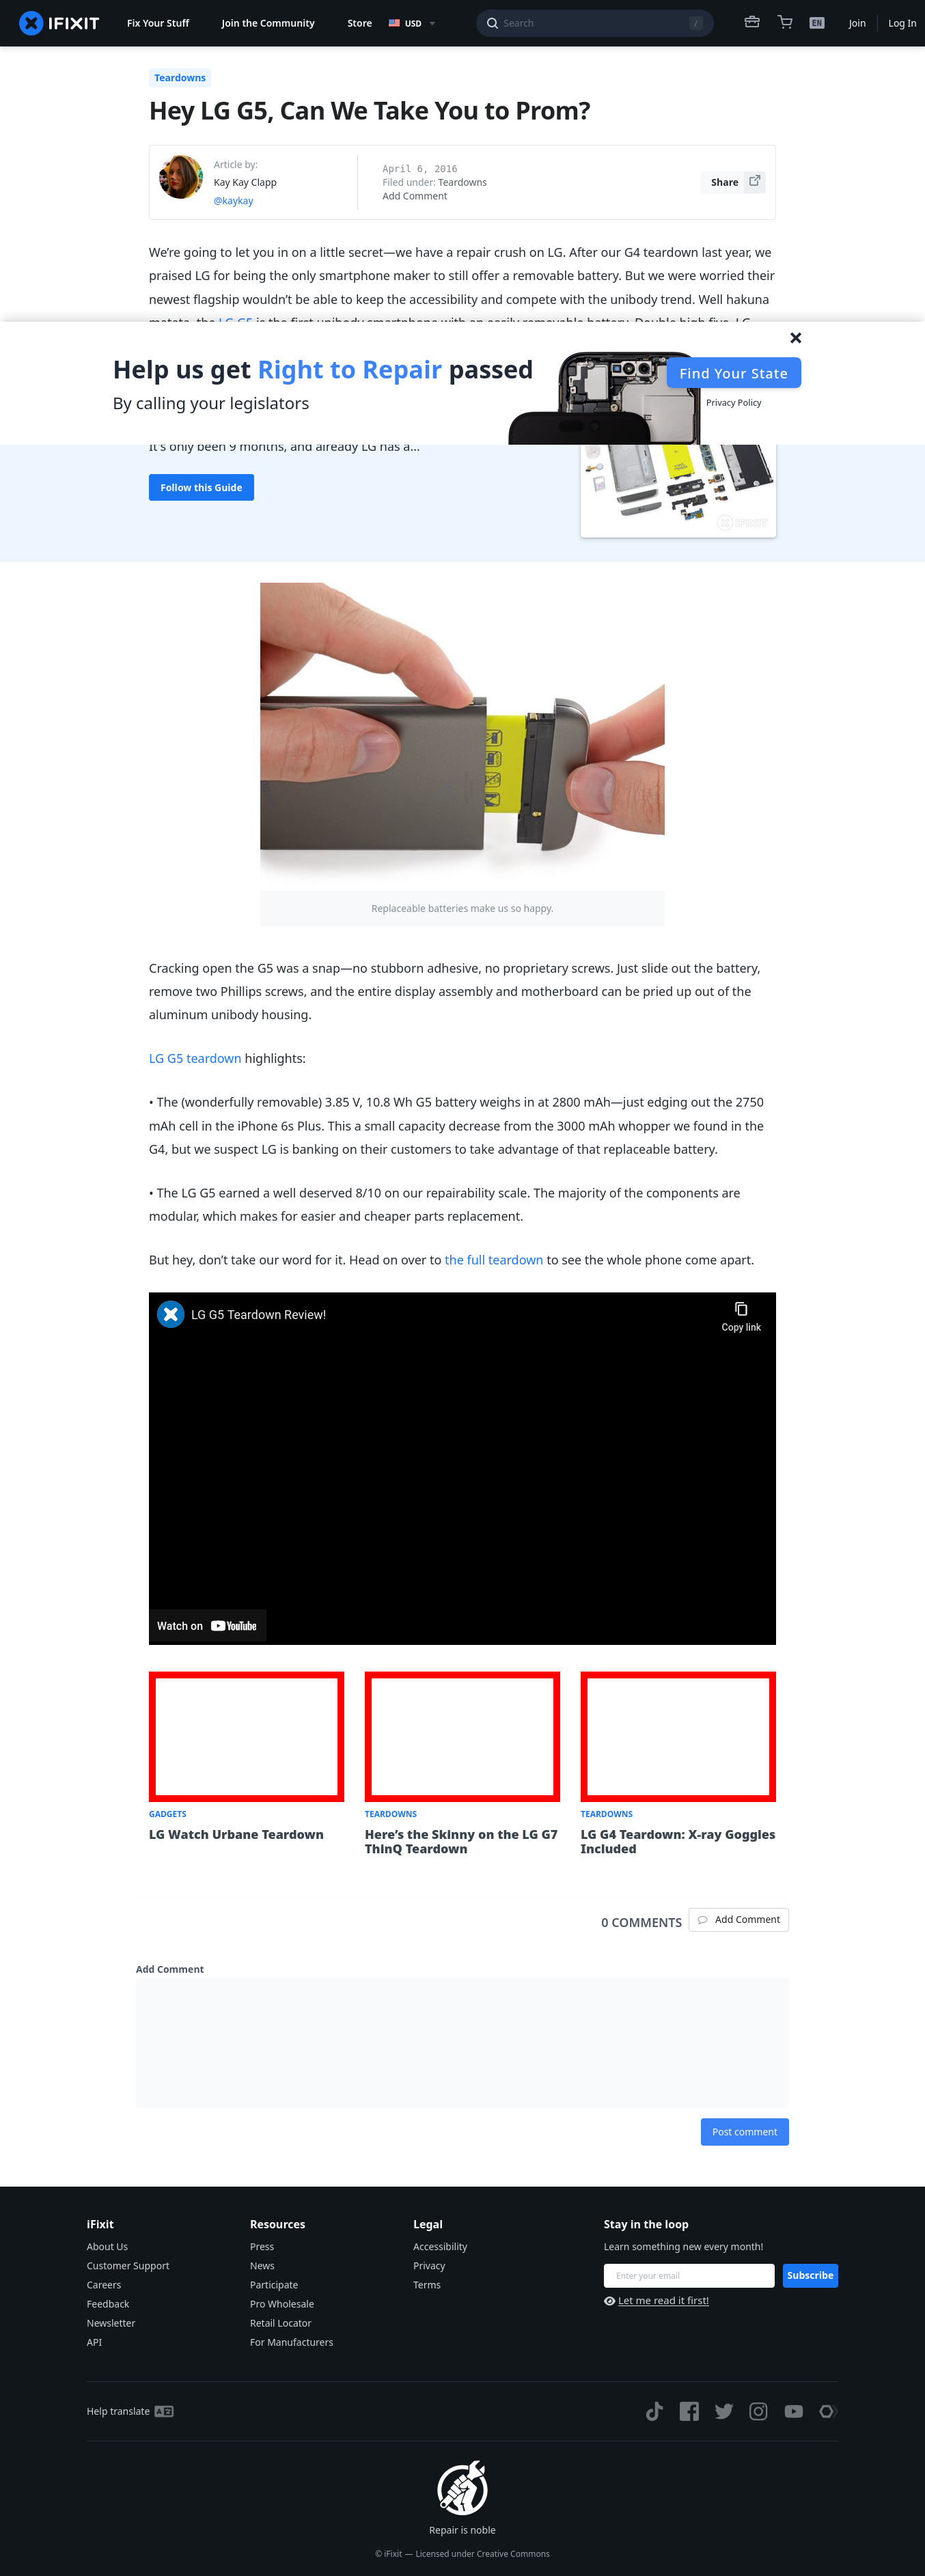 IFIXIT
Fix Your Stuff
Join the Community
Store
USD
Search
/
EN
Join
Log In
Teardowns
Hey LG G5, Can We Take You to Prom?
Article by:
Kay Kay Clapp
@kaykay
April 6, 2016
Filed under: Teardowns
Add Comment
Share
We’re going to let you in on a little secret—we have a repair crush on LG. After our G4 teardown last year, we
praised LG for being the only smartphone maker to still offer a removable battery. But we were worried their
newest flagship wouldn’t be able to keep the accessibility and compete with the unibody trend. Well hakuna
matata, the LG G5 is the first unibody smartphone with an easily removable battery. Double high-five, LG.
Help us get Right to Repair passed
By calling your legislators
Find Your State
Privacy Policy
It's only been 9 months, and already LG has a...
Follow this Guide
IFIXIT
Replaceable batteries make us so happy.
Cracking open the G5 was a snap—no stubborn adhesive, no proprietary screws. Just slide out the battery,
remove two Phillips screws, and the entire display assembly and motherboard can be pried up out of the
aluminum unibody housing.
LG G5 teardown highlights:
• The (wonderfully removable) 3.85 V, 10.8 Wh G5 battery weighs in at 2800 mAh—just edging out the 2750
mAh cell in the iPhone 6s Plus. This a small capacity decrease from the 3000 mAh whopper we found in the
G4, but we suspect LG is banking on their customers to take advantage of that replaceable battery.
• The LG G5 earned a well deserved 8/10 on our repairability scale. The majority of the components are
modular, which makes for easier and cheaper parts replacement.
But hey, don’t take our word for it. Head on over to the full teardown to see the whole phone come apart.
LG G5 Teardown Review!
Copy link
Watch on YouTube
GADGETS
LG Watch Urbane Teardown
TEARDOWNS
Here’s the Skinny on the LG G7
ThinQ Teardown
TEARDOWNS
LG G4 Teardown: X-ray Goggles
Included
0 COMMENTS
Add Comment
Add Comment
Post comment
iFixit
About Us
Customer Support
Careers
Feedback
Newsletter
API
Resources
Press
News
Participate
Pro Wholesale
Retail Locator
For Manufacturers
Legal
Accessibility
Privacy
Terms
Stay in the loop
Learn something new every month!
Enter your email
Subscribe
Let me read it first!
Help translate
Repair is noble
© iFixit — Licensed under Creative Commons